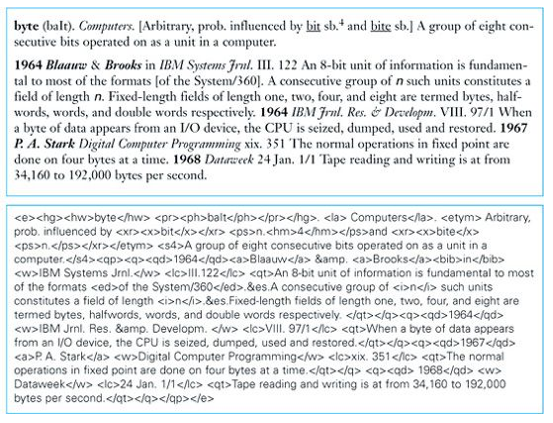 byte (baIt). Computers. [Arbitrary, prob. influenced by bit sb.⁴ and bite sb.] A group of eight con-
secutive bits operated on as a unit in a computer.
1964 Blaauw & Brooks in IBM Systems Jrnl. III. 122 An 8-bit unit of information is fundamen-
tal to most of the formats [of the System/360]. A consecutive group of n such units constitutes a
field of length n. Fixed-length fields of length one, two, four, and eight are termed bytes, half-
words, words, and double words respectively. 1964 IBM Jrnl. Res. & Developm. VIII. 97/1 When
a byte of data appears from an I/O device, the CPU is seized, dumped, used and restored. 1967
P. A. Stark Digital Computer Programming xix. 351 The normal operations in fixed point are
done on four bytes at a time. 1968 Dataweek 24 Jan. 1/1 Tape reading and writing is at from
34,160 to 192,000 bytes per second.
<e><hg><hw>byte</hw> <pr><ph>baIt</ph></pr></hg>. <la> Computers</la>. <etym> Arbitrary,
prob. influenced by <xr><x>bit</x></xr> <ps>n.<hm>4</hm></ps>and <xr><x>bite</x>
<ps>n.</ps></xr></etym> <s4>A group of eight consecutive bits operated on as a unit in a
computer.</s4><qp><q><qd>1964</qd><a>Blaauw</a> &amp. <a>Brooks</a><bib>in</bib>
<w>IBM Systems Jrnl.</w> <lc>III.122</lc> <qt>An 8-bit unit of information is fundamental to most
of the formats <ed>of the System/360</ed>.&es.A consecutive group of <i>n</i> such units
constitutes a field of length <i>n</i>.&es.Fixed-length fields of length one, two, four, and eight are
termed bytes, halfwords, words, and double words respectively. </qt></q><q><qd>1964</qd>
<w>IBM Jrnl. Res. &amp. Developm. </w> <lc>VIII. 97/1</lc> <qt>When a byte of data appears
from an I/O device, the CPU is seized, dumped, used and restored.</qt></q><q><qd>1967</qd>
<a>P. A. Stark</a> <w>Digital Computer Programming</w> <lc>xix. 351</lc> <qt>The normal
operations in fixed point are done on four bytes at a time.</qt></q> <q><qd> 1968</qd> <w>
Dataweek</w> <lc>24 Jan. 1/1</lc> <qt>Tape reading and writing is at from 34,160 to 192,000
bytes per second.</qt></q></qp></e>